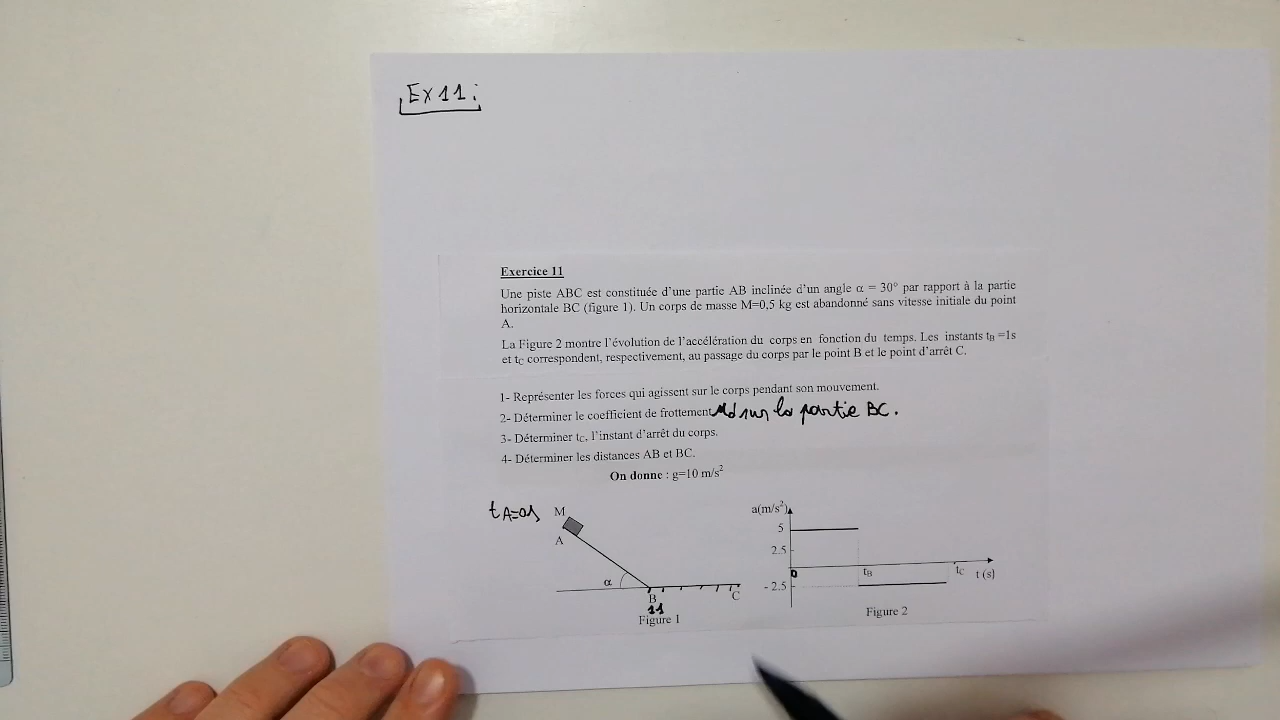 Ex 11:
Exercice 11
Une piste ABC est constituée d'une partie AB inclinée d'un angle α = 30° par rapport à la partie
horizontale BC (figure 1). Un corps de masse M=0,5 kg est abandonné sans vitesse initiale du point
A.
La Figure 2 montre l'évolution de l'accélération du corps en fonction du temps. Les instants tB =1s
et tC correspondent, respectivement, au passage du corps par le point B et le point d'arrêt C.
1- Représenter les forces qui agissent sur le corps pendant son mouvement.
2- Déterminer le coefficient de frottement μd sur la partie BC.
3- Déterminer tC, l'instant d'arrêt du corps.
4- Déterminer les distances AB et BC.
On donne : g=10 m/s²
tA=0s
M
A
α
B
C
Figure 1
a(m/s²)
5
2.5
0
tB
tC
t (s)
- 2.5
Figure 2